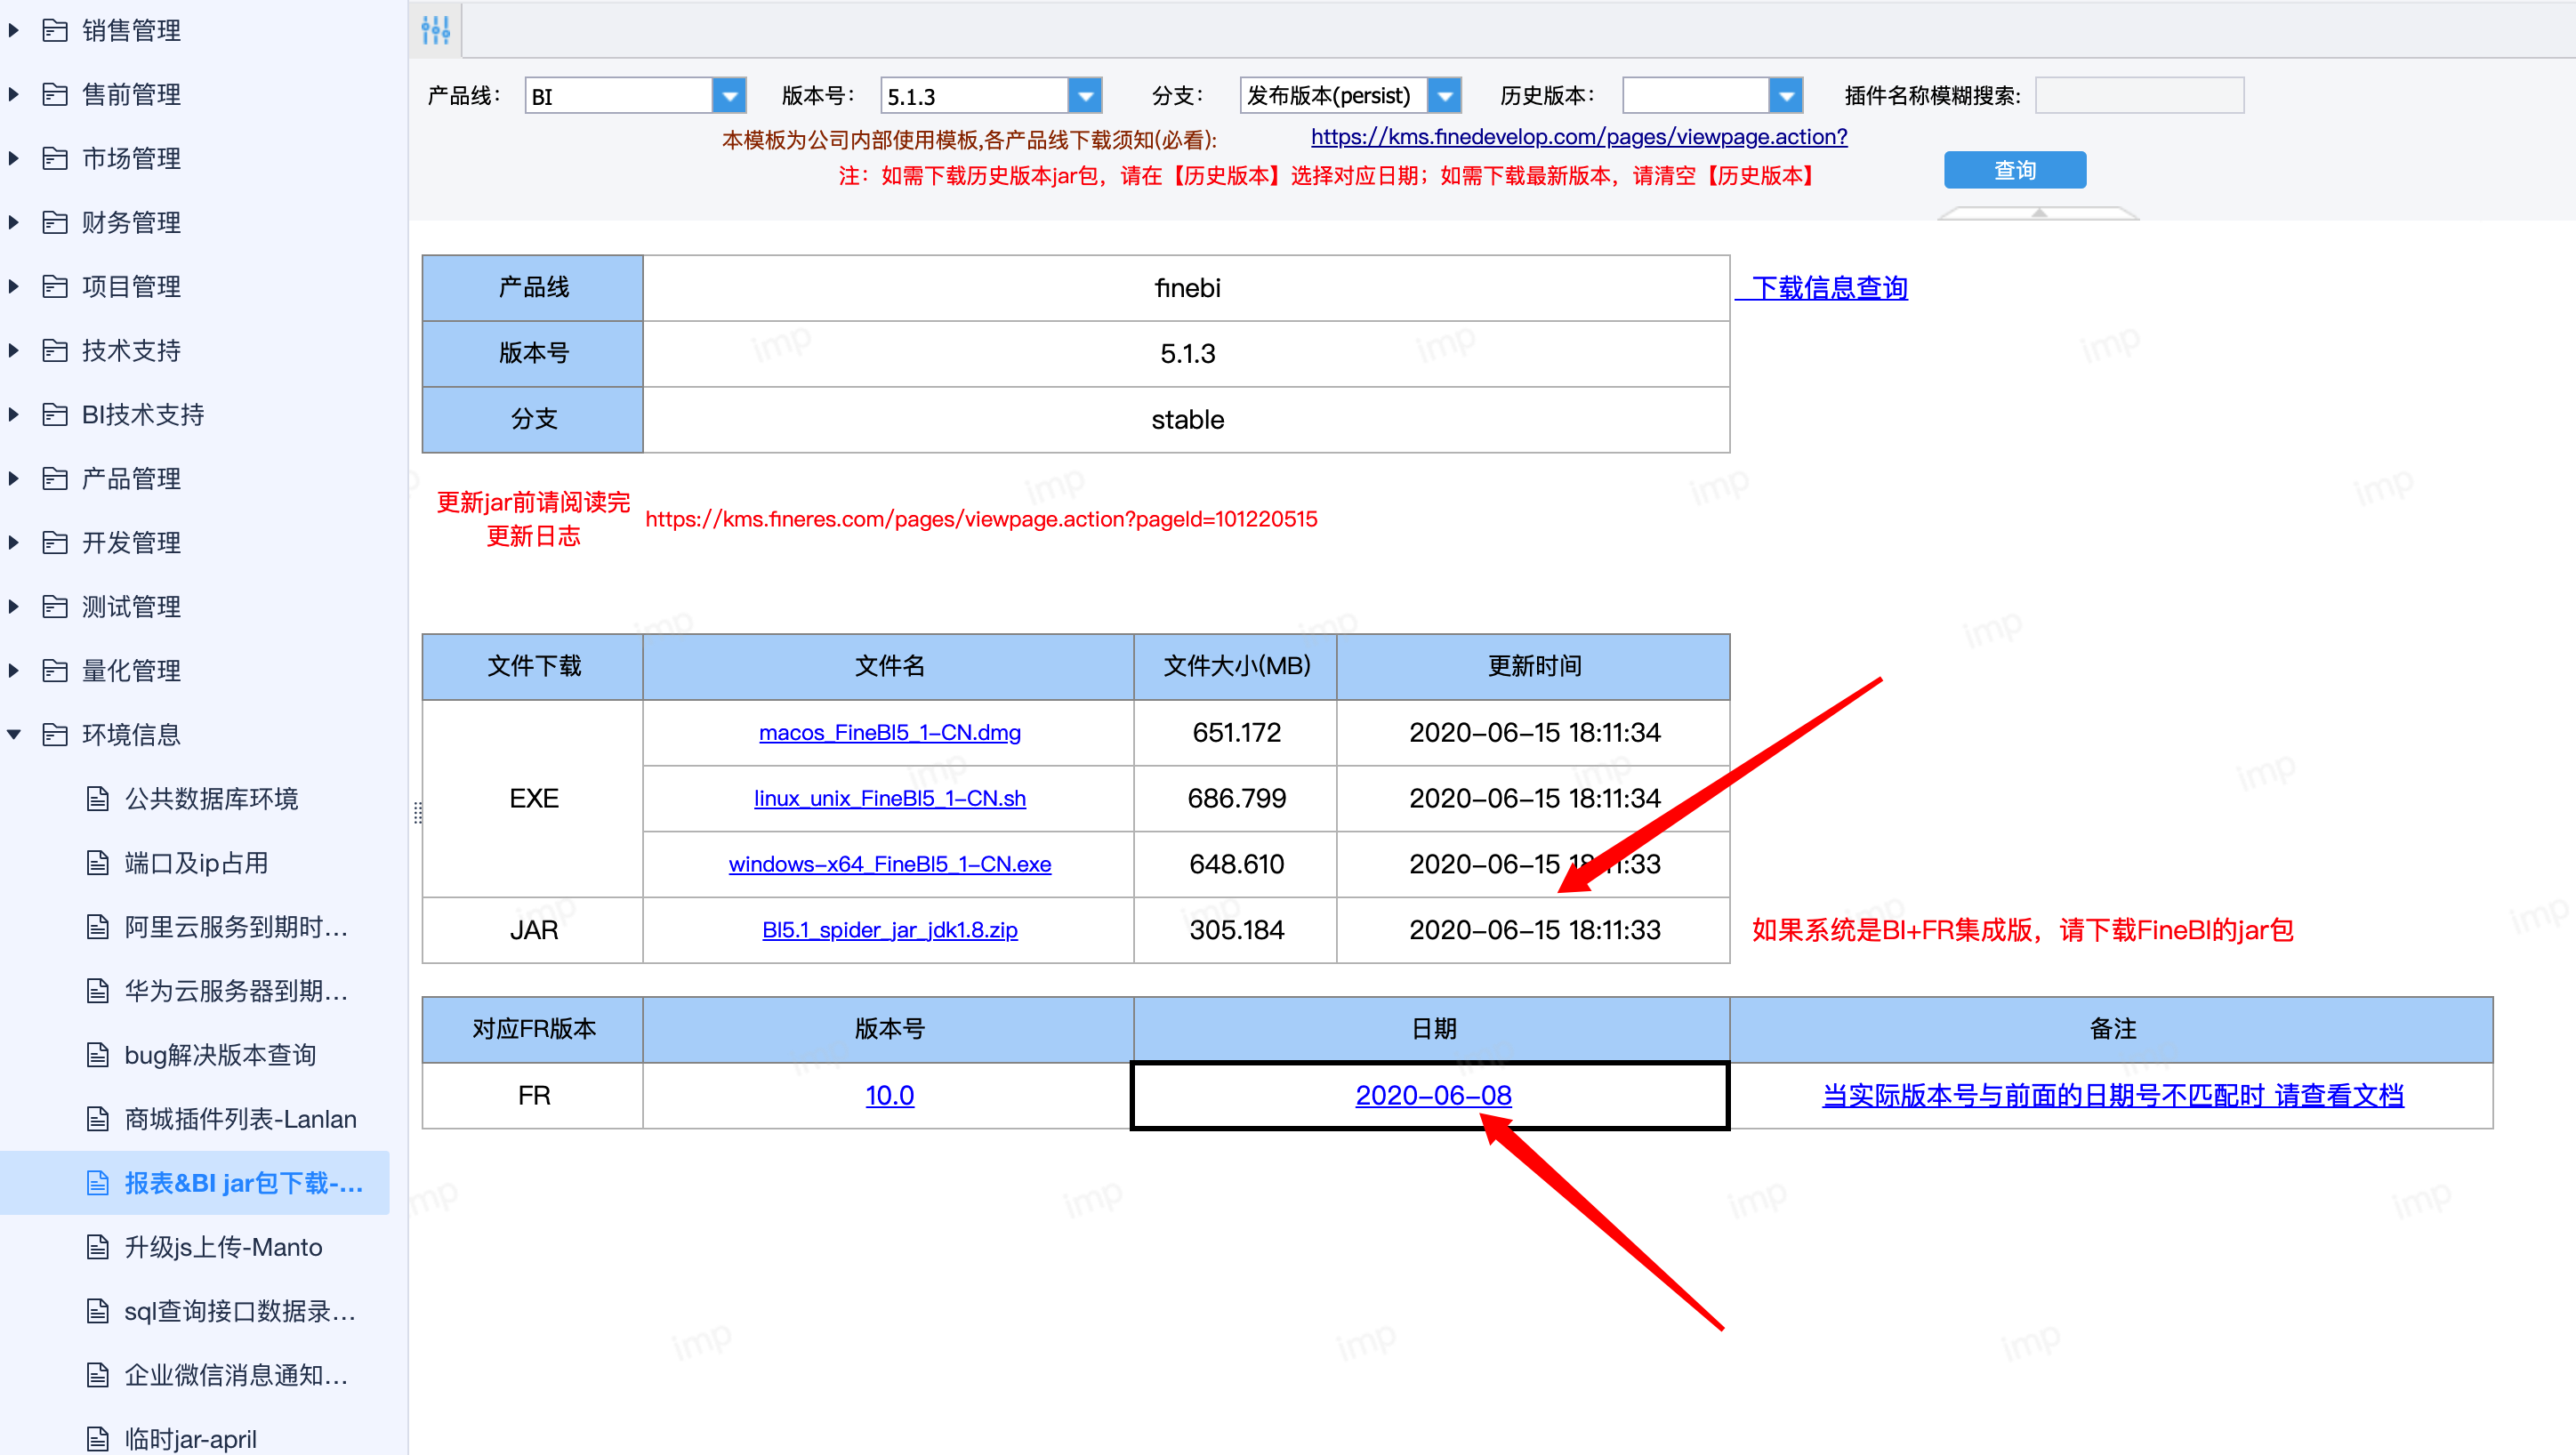 销售管理
售前管理
市场管理
财务管理
项目管理
技术支持
BI技术支持
产品管理
开发管理
测试管理
量化管理
环境信息
公共数据库环境
端口及ip占用
阿里云服务到期时...
华为云服务器到期...
bug解决版本查询
商城插件列表-Lanlan
报表&BI jar包下载-...
升级js上传-Manto
sql查询接口数据录...
企业微信消息通知...
临时jar-april
产品线: BI 版本号: 5.1.3 分支: 发布版本(persist) 历史版本: 插件名称模糊搜索:
本模板为公司内部使用模板,各产品线下载须知(必看): https://kms.finedevelop.com/pages/viewpage.action?
注：如需下载历史版本jar包，请在【历史版本】选择对应日期；如需下载最新版本，请清空【历史版本】
查询
产品线 finebi 下载信息查询
版本号 5.1.3
分支 stable
更新jar前请阅读完
更新日志
https://kms.fineres.com/pages/viewpage.action?pageId=101220515
文件下载 文件名 文件大小(MB) 更新时间
EXE
macos_FineBI5_1-CN.dmg 651.172 2020-06-15 18:11:34
linux_unix_FineBI5_1-CN.sh 686.799 2020-06-15 18:11:34
windows-x64_FineBI5_1-CN.exe 648.610 2020-06-15 18:11:33
JAR BI5.1_spider_jar_jdk1.8.zip 305.184 2020-06-15 18:11:33 如果系统是BI+FR集成版，请下载FineBI的jar包
对应FR版本 版本号 日期 备注
FR 10.0 2020-06-08 当实际版本号与前面的日期号不匹配时 请查看文档
imp